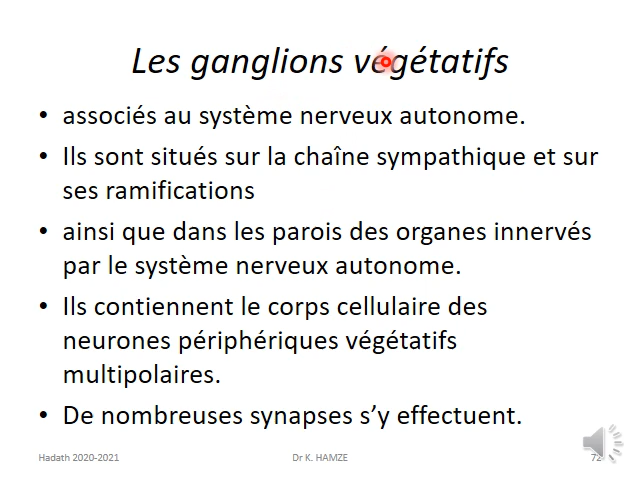 Les ganglions végétatifs
• associés au système nerveux autonome.
• Ils sont situés sur la chaîne sympathique et sur
ses ramifications
• ainsi que dans les parois des organes innervés
par le système nerveux autonome.
• Ils contiennent le corps cellulaire des
neurones périphériques végétatifs
multipolaires.
• De nombreuses synapses s’y effectuent.
Hadath 2020-2021 Dr K. HAMZE 72